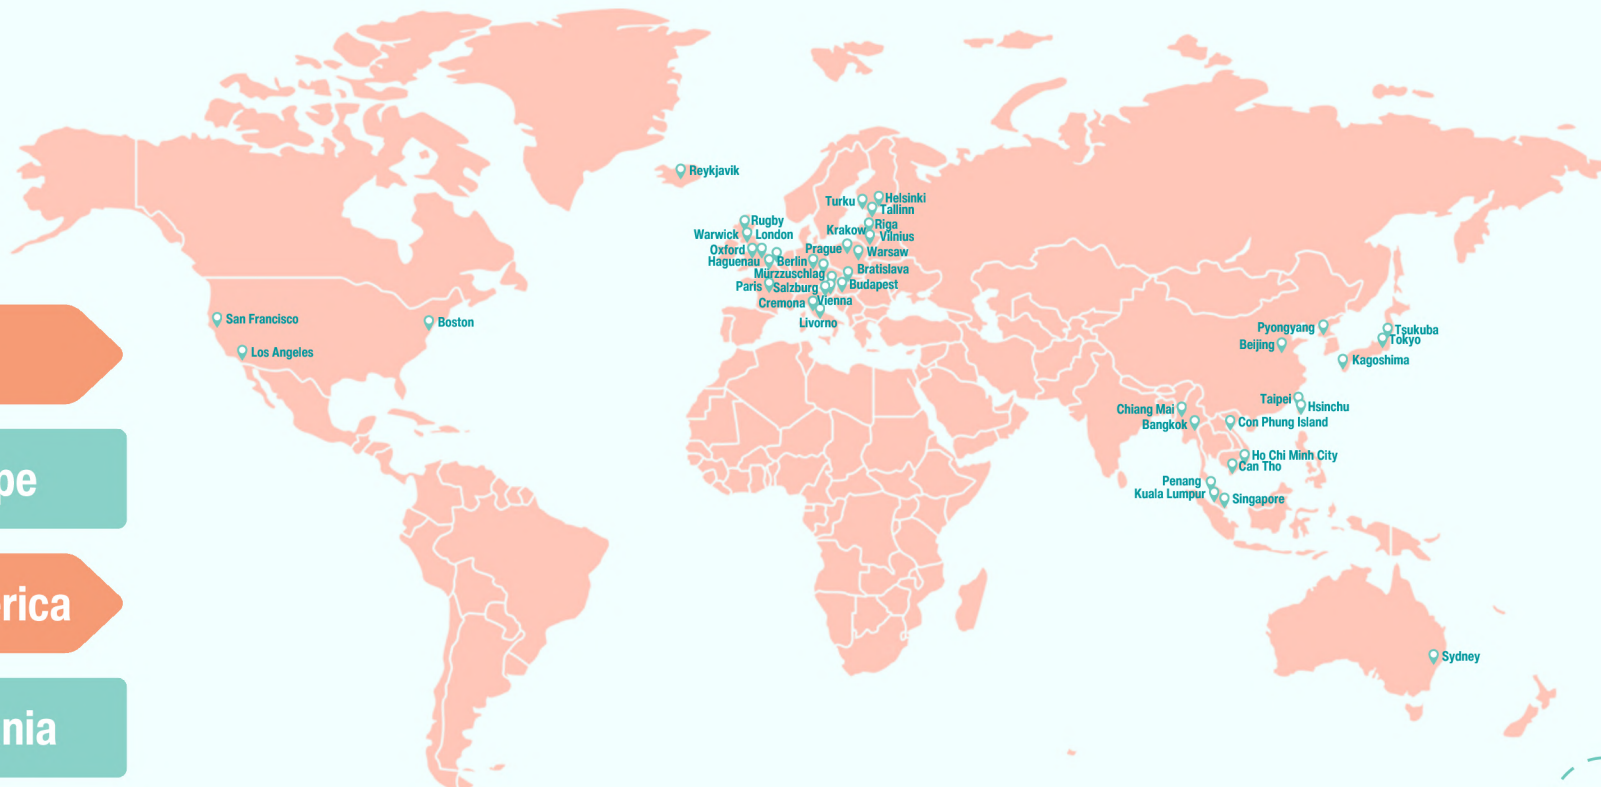 Reykjavik
Turku
Helsinki
Tallinn
Rugby
Riga
Krakow
Warwick
London
Vilnius
Oxford
Prague
Warsaw
Haguenau
Berlin
Mürzzuschlag
Bratislava
Paris
Salzburg
Budapest
Cremona
Vienna
Livorno
San Francisco
Boston
Los Angeles
Pyongyang
Tsukuba
Beijing
Tokyo
Kagoshima
Taipei
Hsinchu
Chiang Mai
Bangkok
Con Phung Island
Ho Chi Minh City
Can Tho
Penang
Kuala Lumpur
Singapore
Sydney
pe
rica
nia